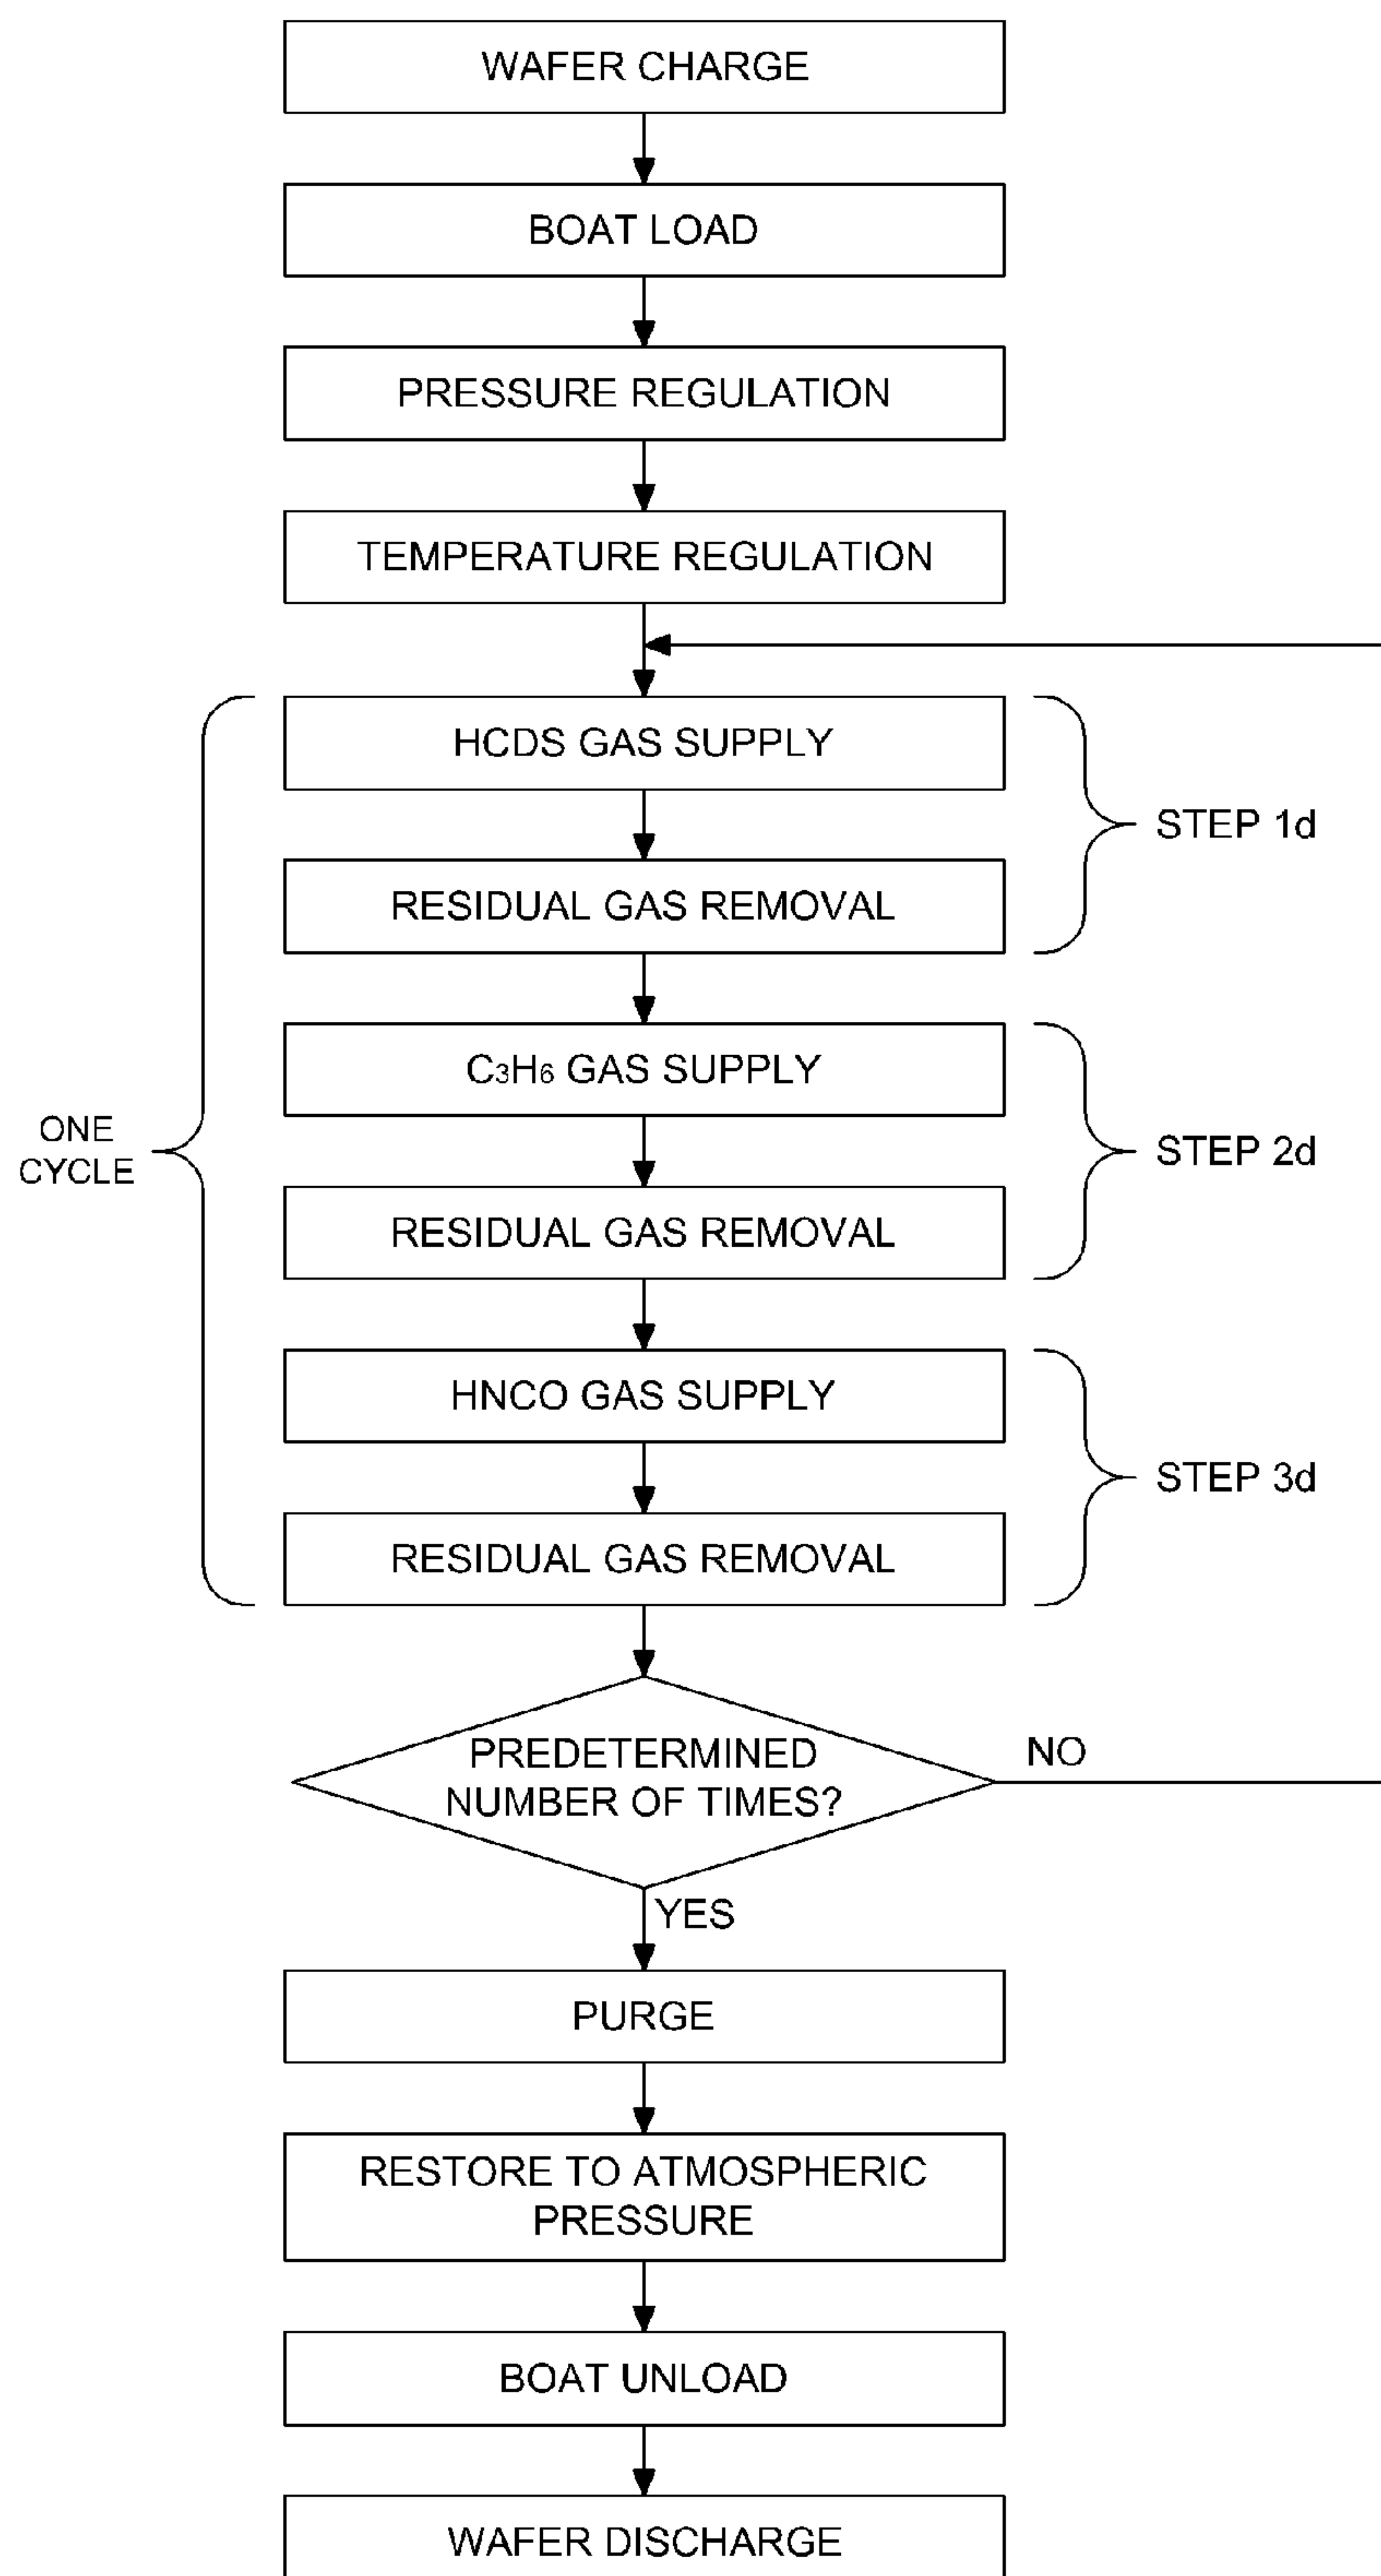 WAFER CHARGE
BOAT LOAD
PRESSURE REGULATION
TEMPERATURE REGULATION
HCDS GAS SUPPLY
STEP 1d
RESIDUAL GAS REMOVAL
C₃H₆ GAS SUPPLY
ONE
CYCLE
STEP 2d
RESIDUAL GAS REMOVAL
HNCO GAS SUPPLY
STEP 3d
RESIDUAL GAS REMOVAL
PREDETERMINED
NUMBER OF TIMES?
NO
YES
PURGE
RESTORE TO ATMOSPHERIC
PRESSURE
BOAT UNLOAD
WAFER DISCHARGE